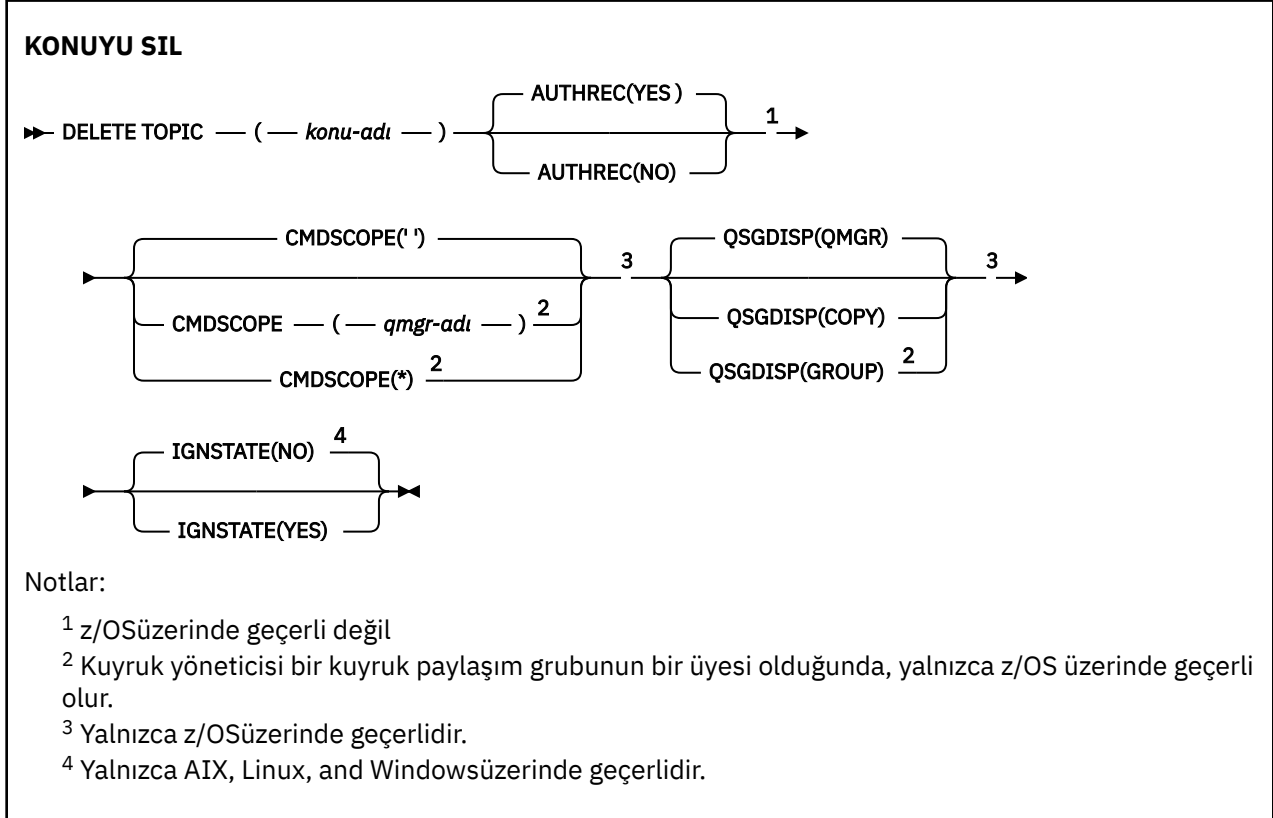 KONUYU SIL
AUTHREC(YES )
DELETE TOPIC ( konu-adı ) 1
AUTHREC(NO)
CMDSCOPE(' ') QSGDISP(QMGR)
3 3
CMDSCOPE ( qmgr-adı ) 2 QSGDISP(COPY)
CMDSCOPE(*) 2 QSGDISP(GROUP) 2
IGNSTATE(NO) 4
IGNSTATE(YES)
Notlar:
1 z/OSüzerinde geçerli değil
2 Kuyruk yöneticisi bir kuyruk paylaşım grubunun bir üyesi olduğunda, yalnızca z/OS üzerinde geçerli
olur.
3 Yalnızca z/OSüzerinde geçerlidir.
4 Yalnızca AIX, Linux, and Windowsüzerinde geçerlidir.